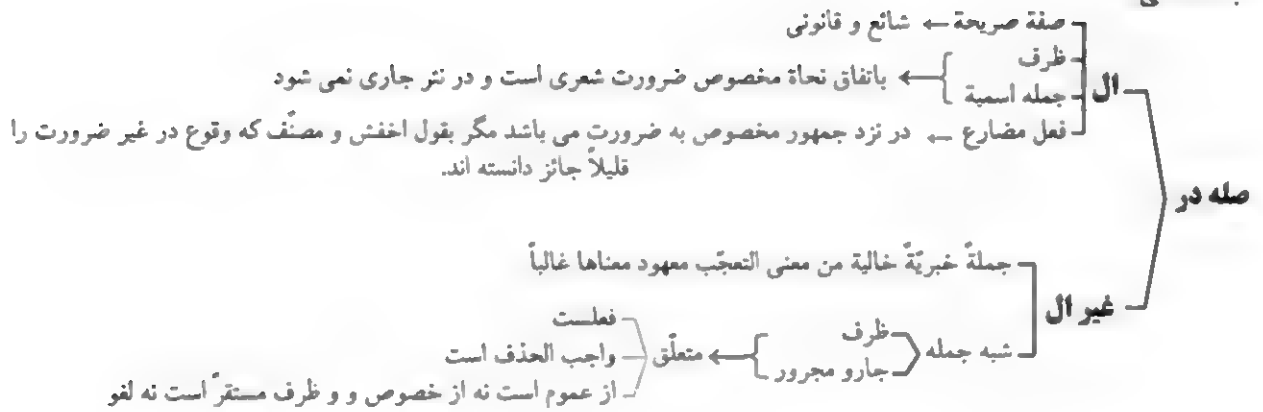 صفة صریحة ← شائع و قانونی
ظرف
جمله اسمیة
← باتفاق نحاة مخصوص ضرورت شعری است و در نثر جاری نمی شود
ال
فعل مضارع ← در نزد جمهور مخصوص به ضرورت می باشد مگر بقول اخفش و مصنّف که وقوع در غیر ضرورت را
قلیلاً جائز دانسته اند.
صله در
جملةً خبریّةً خالیة من معنی التعجّب معهود معناها غالباً
غیر ال
شبه جمله
ظرف
جارو مجرور
← متعلّق
فعلست
واجب الحذف است
از عموم است نه از خصوص و و ظرف مستقرّ است نه لغو